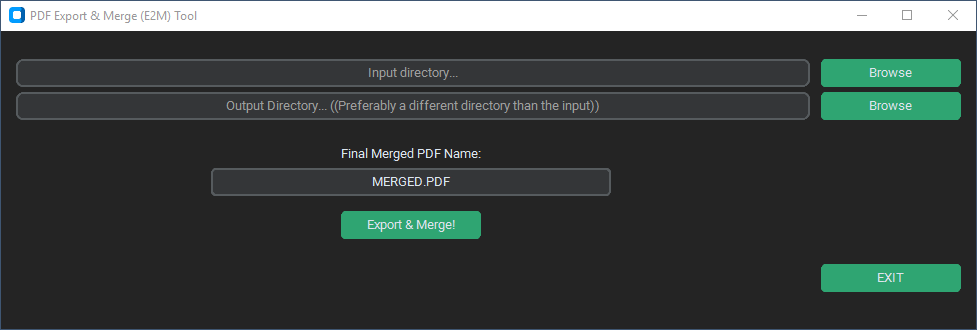 PDF Export & Merge (E2M) Tool
Input directory...
Browse
Output Directory... ((Preferably a different directory than the input))
Browse
Final Merged PDF Name:
MERGED.PDF
Export & Merge!
EXIT